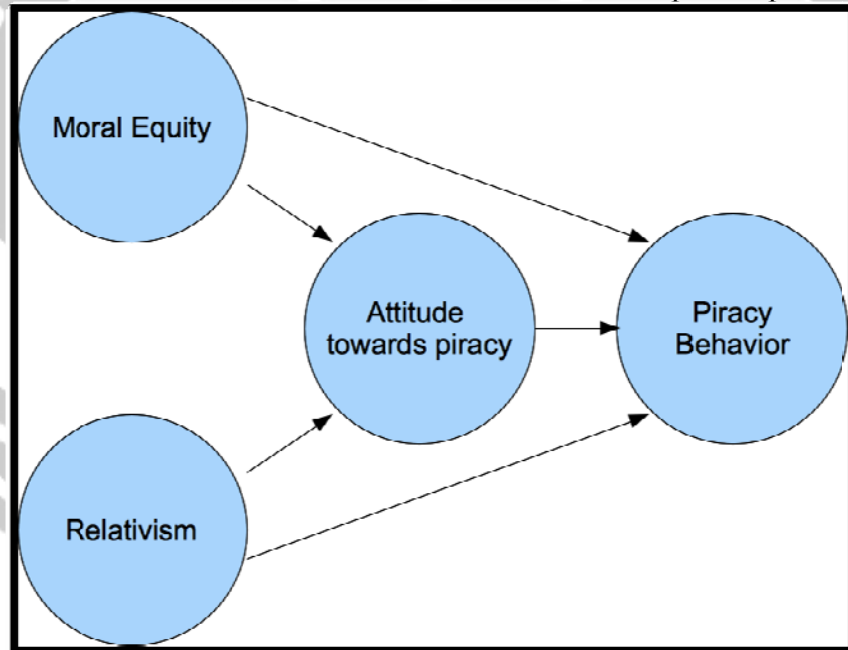 Moral Equity
Attitude
towards piracy
Piracy
Behavior
Relativism